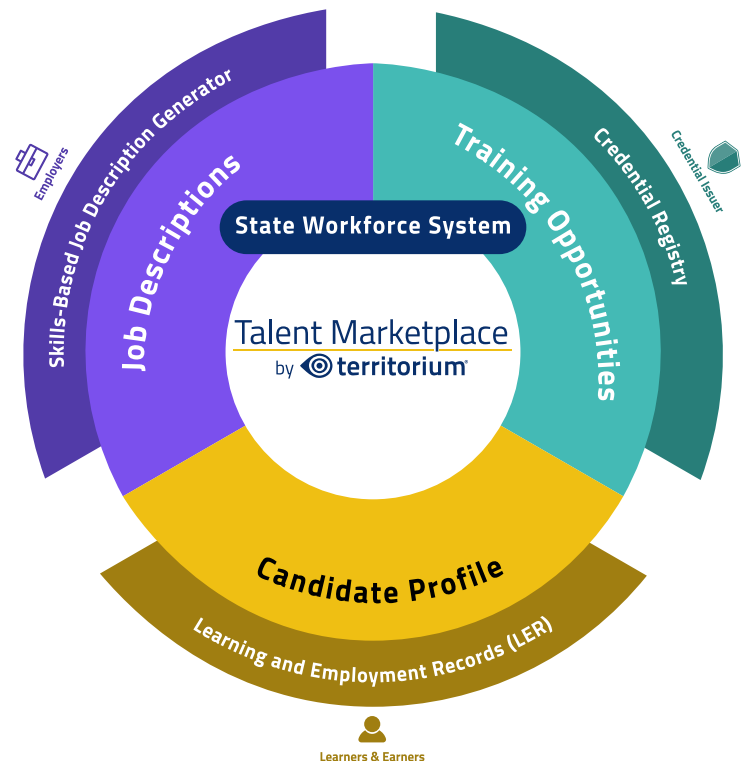 Employers
Skills-Based Job Description Generator
Job Descriptions
Training Opportunities
Credential Registry
Credential Issuer
State Workforce System
Talent Marketplace
by territorium®
Candidate Profile
Learning and Employment Records (LER)
Learners & Earners